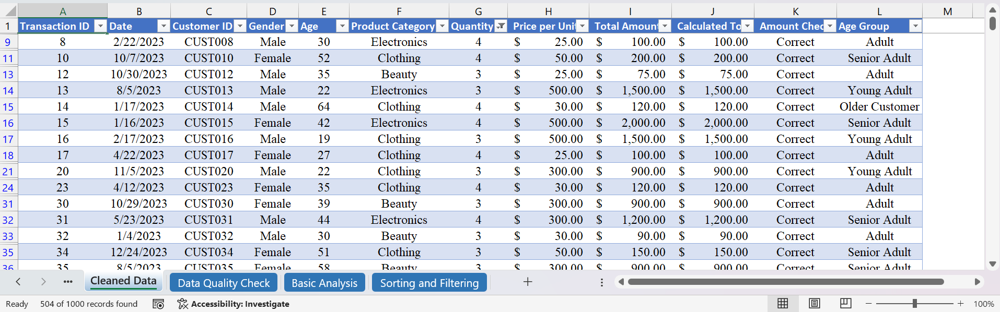 A B C D E F G H I J K L M
1 Transaction ID Date Customer ID Gender Age Product Category Quantity Price per Unit Total Amount Calculated To Amount Chec Age Group
9 8 2/22/2023 CUST008 Male 30 Electronics 4 $ 25.00 $ 100.00 $ 100.00 Correct Adult
11 10 10/7/2023 CUST010 Female 52 Clothing 4 $ 50.00 $ 200.00 $ 200.00 Correct Senior Adult
13 12 10/30/2023 CUST012 Male 35 Beauty 3 $ 25.00 $ 75.00 $ 75.00 Correct Adult
14 13 8/5/2023 CUST013 Male 22 Electronics 3 $ 500.00 $ 1,500.00 $ 1,500.00 Correct Young Adult
15 14 1/17/2023 CUST014 Male 64 Clothing 4 $ 30.00 $ 120.00 $ 120.00 Correct Older Customer
16 15 1/16/2023 CUST015 Female 42 Electronics 4 $ 500.00 $ 2,000.00 $ 2,000.00 Correct Senior Adult
17 16 2/17/2023 CUST016 Male 19 Clothing 3 $ 500.00 $ 1,500.00 $ 1,500.00 Correct Young Adult
18 17 4/22/2023 CUST017 Female 27 Clothing 4 $ 25.00 $ 100.00 $ 100.00 Correct Adult
21 20 11/5/2023 CUST020 Male 22 Clothing 3 $ 300.00 $ 900.00 $ 900.00 Correct Young Adult
24 23 4/12/2023 CUST023 Female 35 Clothing 4 $ 30.00 $ 120.00 $ 120.00 Correct Adult
31 30 10/29/2023 CUST030 Female 39 Beauty 3 $ 300.00 $ 900.00 $ 900.00 Correct Adult
32 31 5/23/2023 CUST031 Male 44 Electronics 4 $ 300.00 $ 1,200.00 $ 1,200.00 Correct Senior Adult
33 32 1/4/2023 CUST032 Male 30 Beauty 3 $ 30.00 $ 90.00 $ 90.00 Correct Adult
35 34 12/24/2023 CUST034 Female 51 Clothing 3 $ 50.00 $ 150.00 $ 150.00 Correct Senior Adult
36 35 8/5/2023 CUST035 Female 58 Beauty 3 $ 300.00 $ 900.00 $ 900.00 Correct Senior Adult
Cleaned Data Data Quality Check Basic Analysis Sorting and Filtering
Ready 504 of 1000 records found Accessibility: Investigate 100%